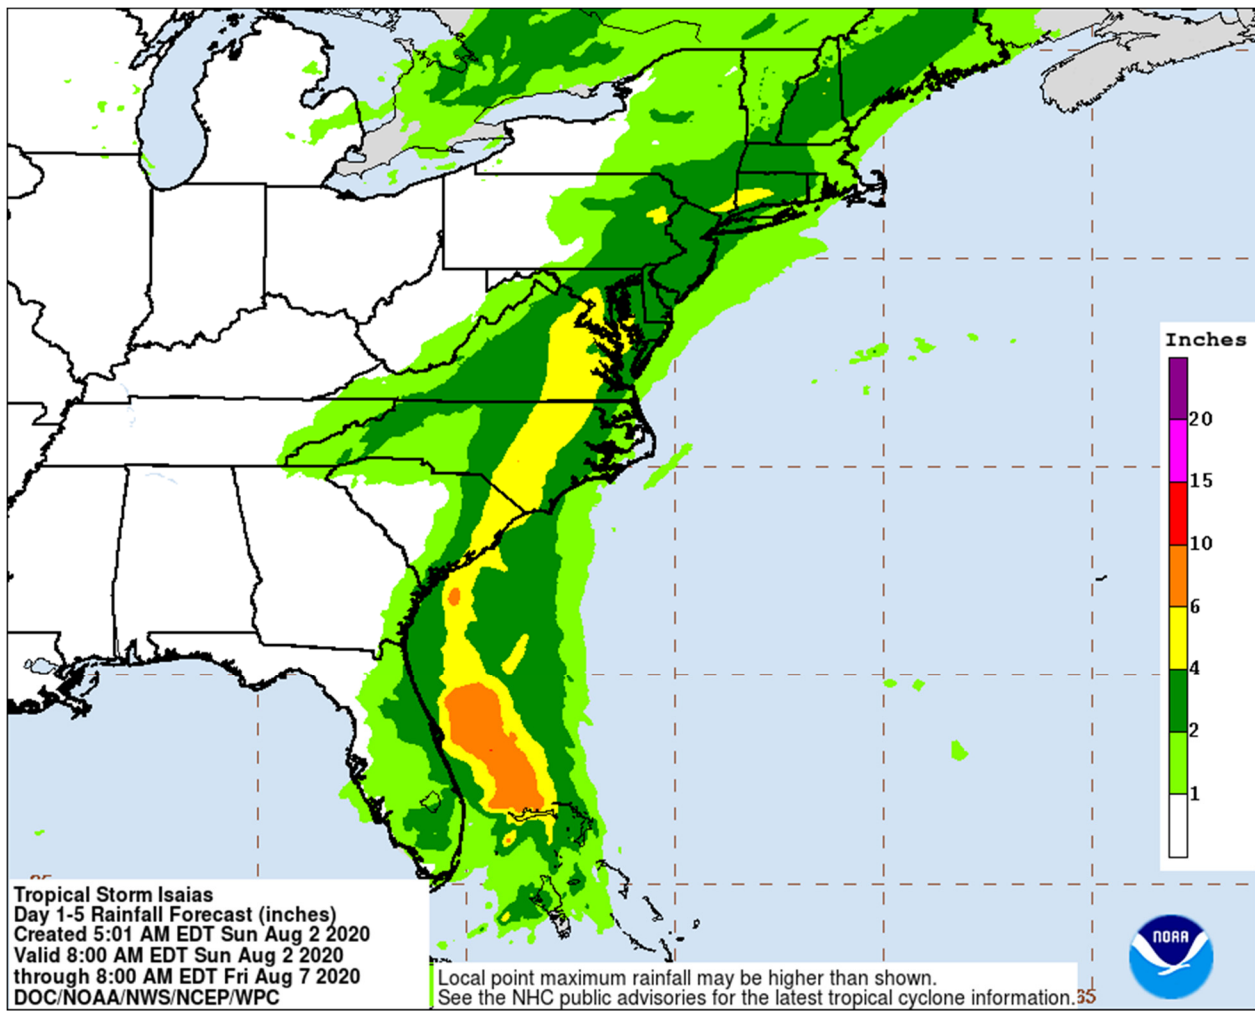 Inches
20
15
10
6
4
2
1
Tropical Storm Isaias
Day 1-5 Rainfall Forecast (inches)
Created 5:01 AM EDT Sun Aug 2 2020
Valid 8:00 AM EDT Sun Aug 2 2020
through 8:00 AM EDT Fri Aug 7 2020
DOC/NOAA/NWS/NCEP/WPC
Local point maximum rainfall may be higher than shown.
See the NHC public advisories for the latest tropical cyclone information.
NOAA